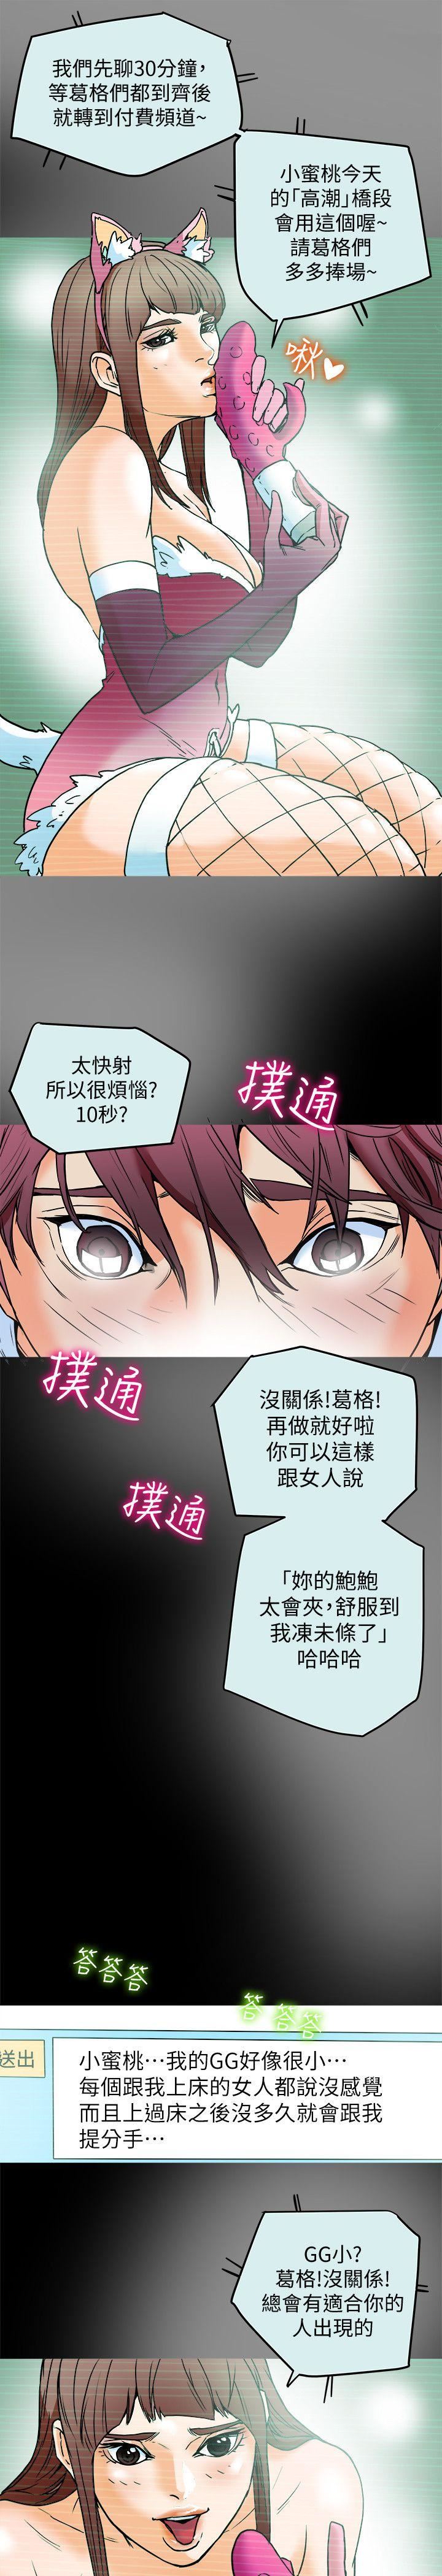 我們先聊30分鐘，
等葛格們都到齊後
就轉到付費頻道~
小蜜桃今天
的「高潮」橋段
會用這個喔~
請葛格們
多多捧場~
啾
太快射
所以很煩惱?
10秒?
撲通
撲通
沒關係!葛格!
再做就好啦
你可以這樣
跟女人說
撲通
「妳的鮑鮑
太會夾，舒服到
我凍未條了」
哈哈哈
答答答
答答答
送出
小蜜桃…我的GG好像很小…
每個跟我上床的女人都說沒感覺
而且上過床之後沒多久就會跟我
提分手…
GG小?
葛格!沒關係!
總會有適合你的
人出現的